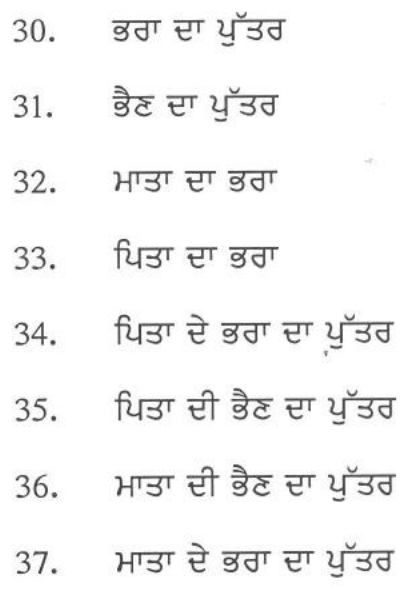 30. ਭਰਾ ਦਾ ਪੁੱਤਰ
31. ਭੈਣ ਦਾ ਪੁੱਤਰ
32. ਮਾਤਾ ਦਾ ਭਰਾ
33. ਪਿਤਾ ਦਾ ਭਰਾ
34. ਪਿਤਾ ਦੇ ਭਰਾ ਦਾ ਪੁੱਤਰ
35. ਪਿਤਾ ਦੀ ਭੈਣ ਦਾ ਪੁੱਤਰ
36. ਮਾਤਾ ਦੀ ਭੈਣ ਦਾ ਪੁੱਤਰ
37. ਮਾਤਾ ਦੇ ਭਰਾ ਦਾ ਪੁੱਤਰ